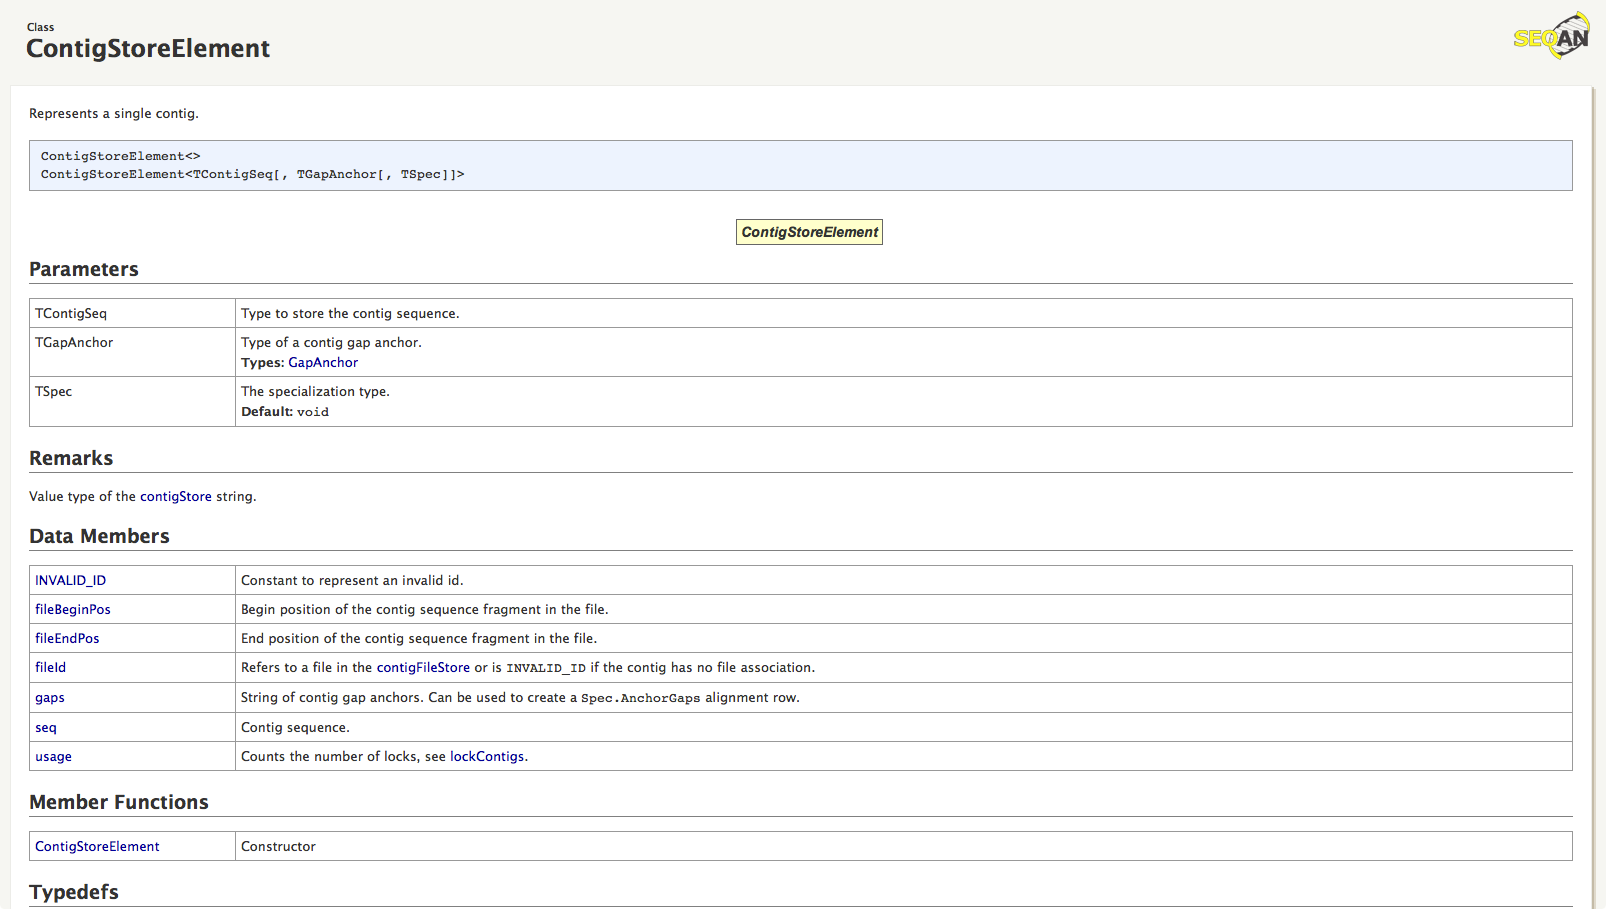 Class
ContigStoreElement
SEQAN
Represents a single contig.
ContigStoreElement<>
ContigStoreElement<TContigSeq[, TGapAnchor[, TSpec]]>
ContigStoreElement
Parameters
TContigSeq Type to store the contig sequence.
TGapAnchor Type of a contig gap anchor.
Types: GapAnchor
TSpec The specialization type.
Default: void
Remarks
Value type of the contigStore string.
Data Members
INVALID_ID Constant to represent an invalid id.
fileBeginPos Begin position of the contig sequence fragment in the file.
fileEndPos End position of the contig sequence fragment in the file.
fileId Refers to a file in the contigFileStore or is INVALID_ID if the contig has no file association.
gaps String of contig gap anchors. Can be used to create a Spec.AnchorGaps alignment row.
seq Contig sequence.
usage Counts the number of locks, see lockContigs.
Member Functions
ContigStoreElement Constructor
Typedefs